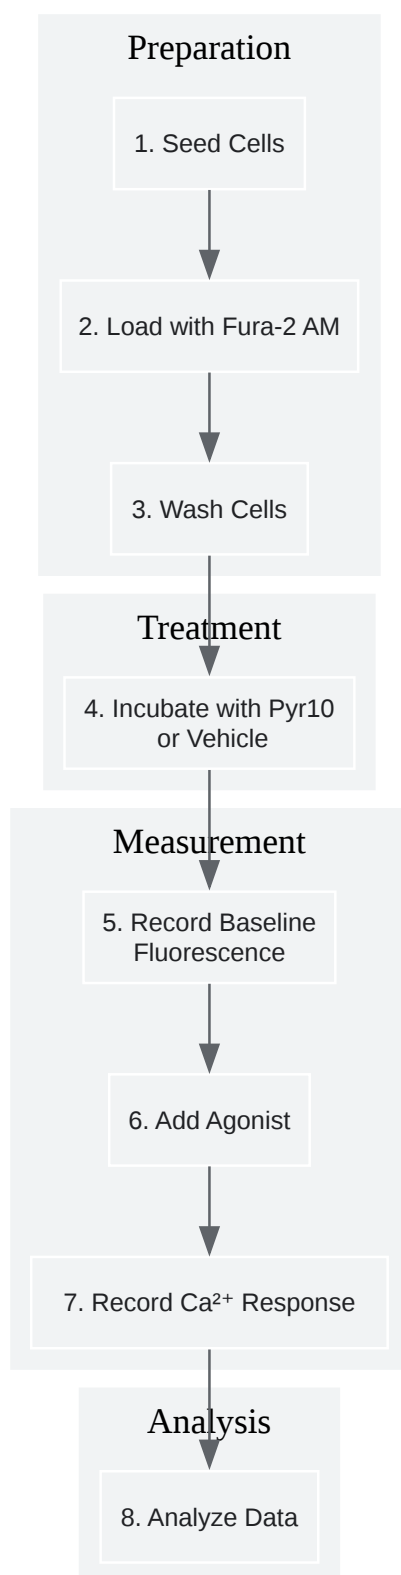 Preparation
1. Seed Cells
2. Load with Fura-2 AM
3. Wash Cells
Treatment
4. Incubate with Pyr10
or Vehicle
Measurement
5. Record Baseline
Fluorescence
6. Add Agonist
7. Record Ca²⁺ Response
Analysis
8. Analyze Data